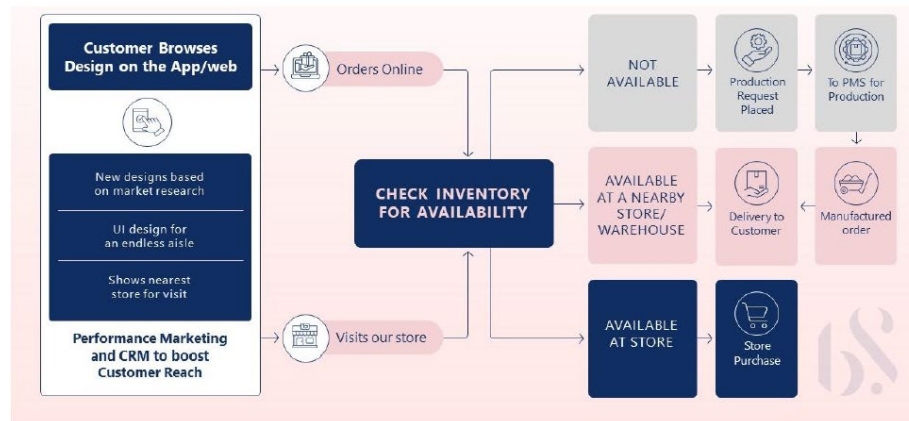 Customer Browses
Design on the App/web
New designs based
on market research
UI design for
an endless aisle
Shows nearest
store for visit
Performance Marketing
and CRM to boost
Customer Reach
Orders Online
Visits our store
CHECK INVENTORY
FOR AVAILABILITY
NOT
AVAILABLE
Production
Request
Placed
To PMS for
Production
AVAILABLE
AT A NEARBY
STORE/
WAREHOUSE
Delivery to
Customer
Manufactured
order
AVAILABLE
AT STORE
Store
Purchase